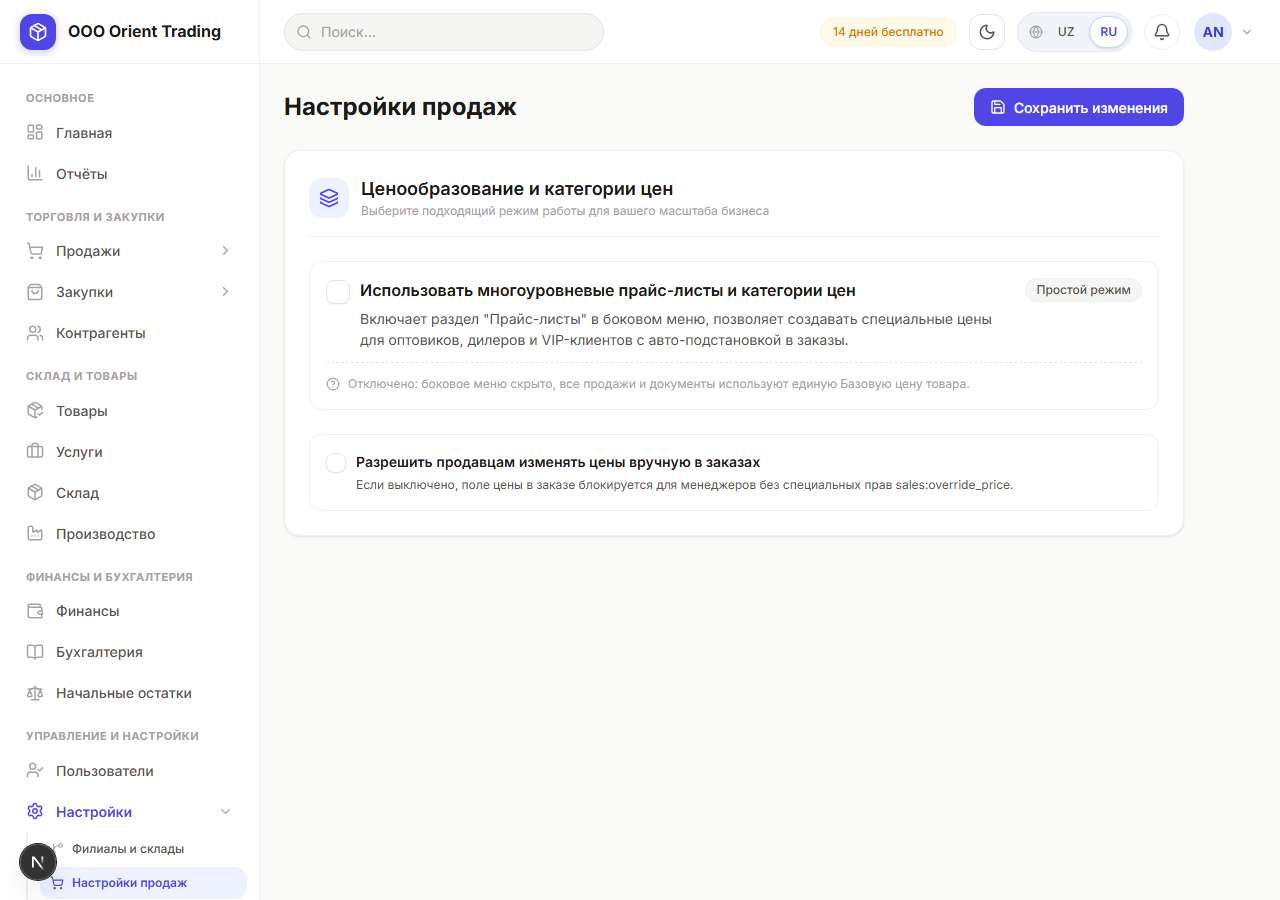 ООО Orient Trading
Поиск...
14 дней бесплатно
UZ
RU
AN
ОСНОВНОЕ
Главная
Отчёты
ТОРГОВЛЯ И ЗАКУПКИ
Продажи
Закупки
Контрагенты
СКЛАД И ТОВАРЫ
Товары
Услуги
Склад
Производство
ФИНАНСЫ И БУХГАЛТЕРИЯ
Финансы
Бухгалтерия
Начальные остатки
УПРАВЛЕНИЕ И НАСТРОЙКИ
Пользователи
Настройки
Филиалы и склады
Настройки продаж
N
Настройки продаж
Сохранить изменения
Ценообразование и категории цен
Выберите подходящий режим работы для вашего масштаба бизнеса
Использовать многоуровневые прайс-листы и категории цен
Простой режим
Включает раздел "Прайс-листы" в боковом меню, позволяет создавать специальные цены
для оптовиков, дилеров и VIP-клиентов с авто-подстановкой в заказы.
Отключено: боковое меню скрыто, все продажи и документы используют единую Базовую цену товара.
Разрешить продавцам изменять цены вручную в заказах
Если выключено, поле цены в заказе блокируется для менеджеров без специальных прав sales:override_price.